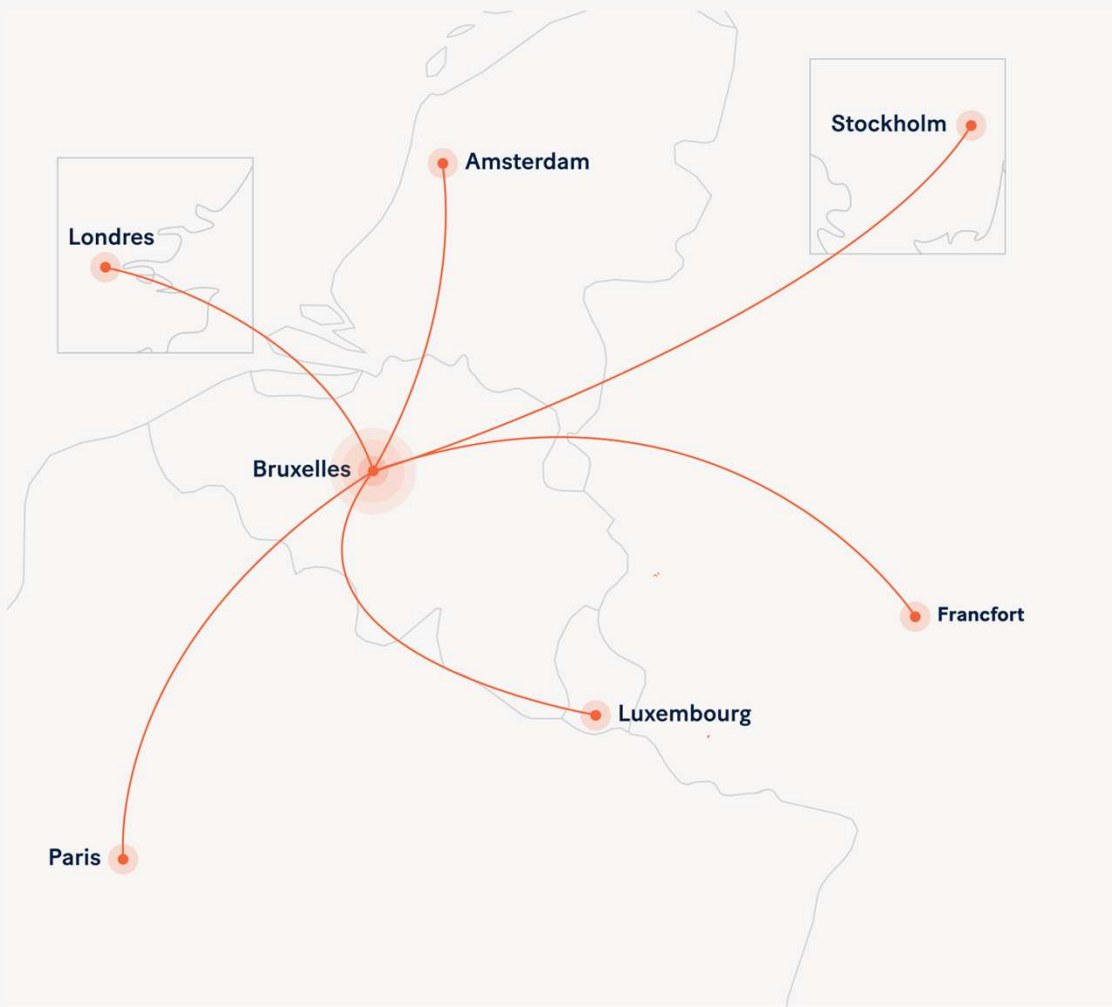 Stockholm
Amsterdam
Londres
Bruxelles
Francfort
Luxembourg
Paris